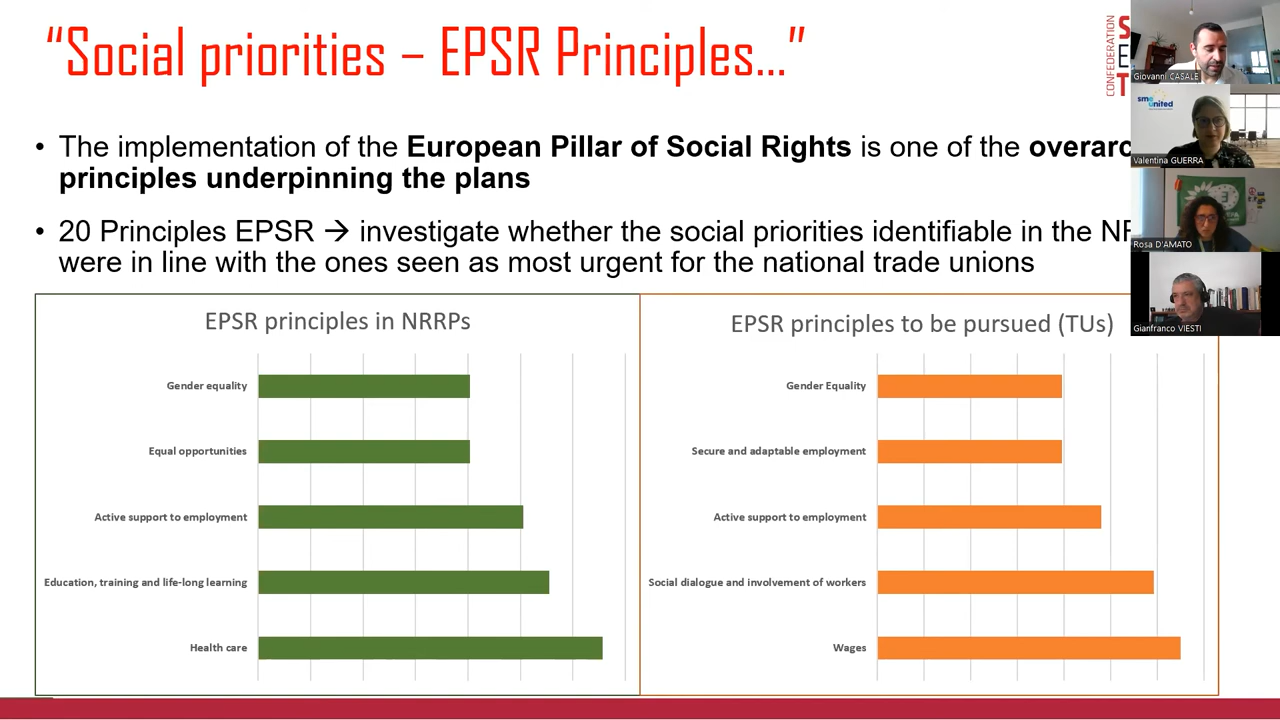 “Social priorities – EPSR Principles...”
• The implementation of the European Pillar of Social Rights is one of the
principles underpinning the plans
• 20 Principles EPSR → investigate whether the social priorities identifiable in the
were in line with the ones seen as most urgent for the national trade unions
EPSR principles in NRRPs
Gender equality
Equal opportunities
Active support to employment
Education, training and life-long learning
Health care
EPSR principles to be pursued (TUs)
Gender Equality
Secure and adaptable employment
Active support to employment
Social dialogue and involvement of workers
Wages
CONFEDERATION
Giovanni CASALE
sme united
Valentina GUERRA
Rosa D'AMATO
Gianfranco VIESTI